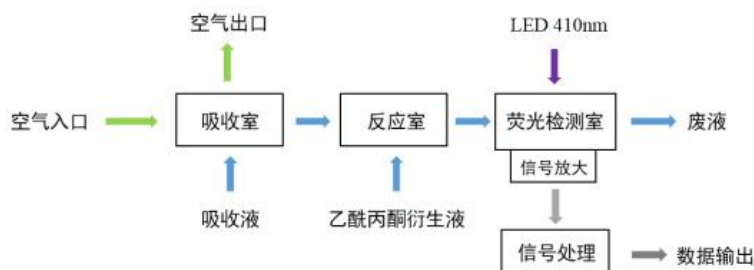 空气出口
LED 410nm
空气入口
吸收室
反应室
荧光检测室
废液
信号放大
吸收液
乙酰丙酮衍生液
信号处理
数据输出